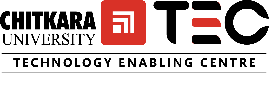 CHITKARA
UNIVERSITY
TEC
TECHNOLOGY ENABLING CENTRE